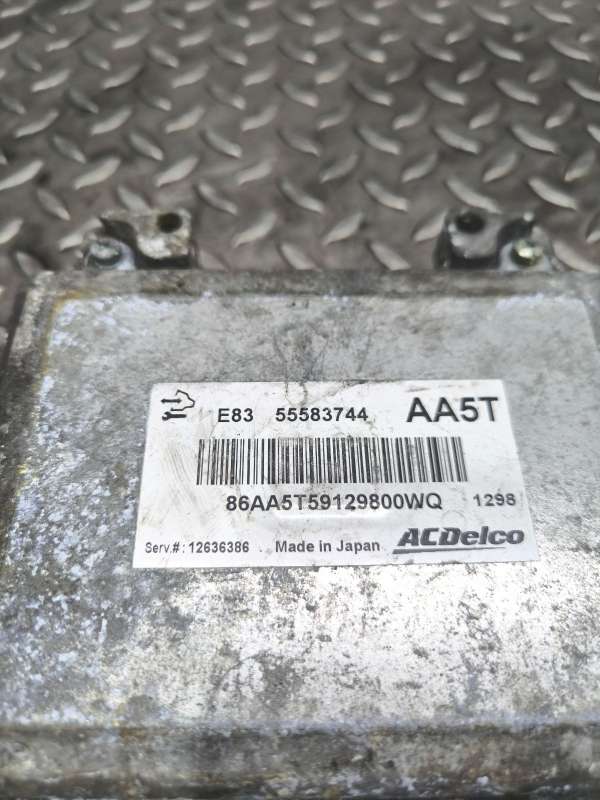 E83 55583744 AA5T
86AA5T59129800WQ 1298
Serv.#: 12636386 Made in Japan ACDelco